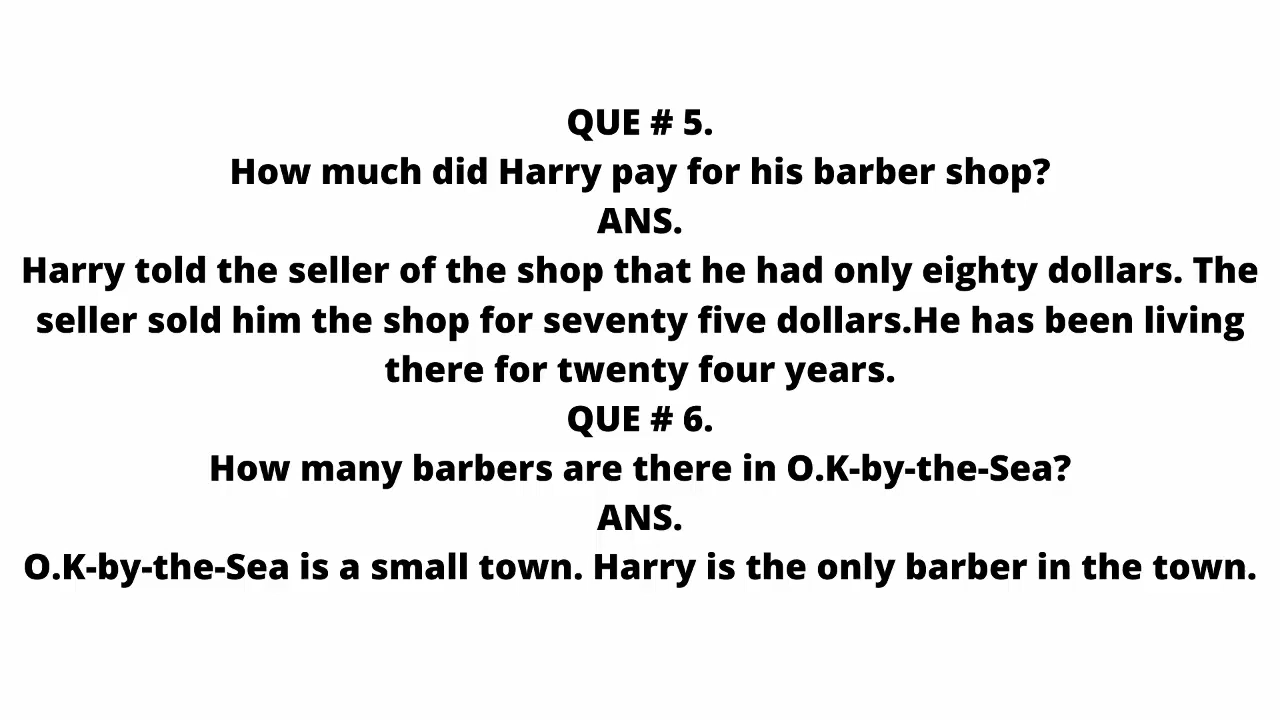 QUE # 5.
How much did Harry pay for his barber shop?
ANS.
Harry told the seller of the shop that he had only eighty dollars. The
seller sold him the shop for seventy five dollars.He has been living
there for twenty four years.
QUE # 6.
How many barbers are there in O.K-by-the-Sea?
ANS.
O.K-by-the-Sea is a small town. Harry is the only barber in the town.